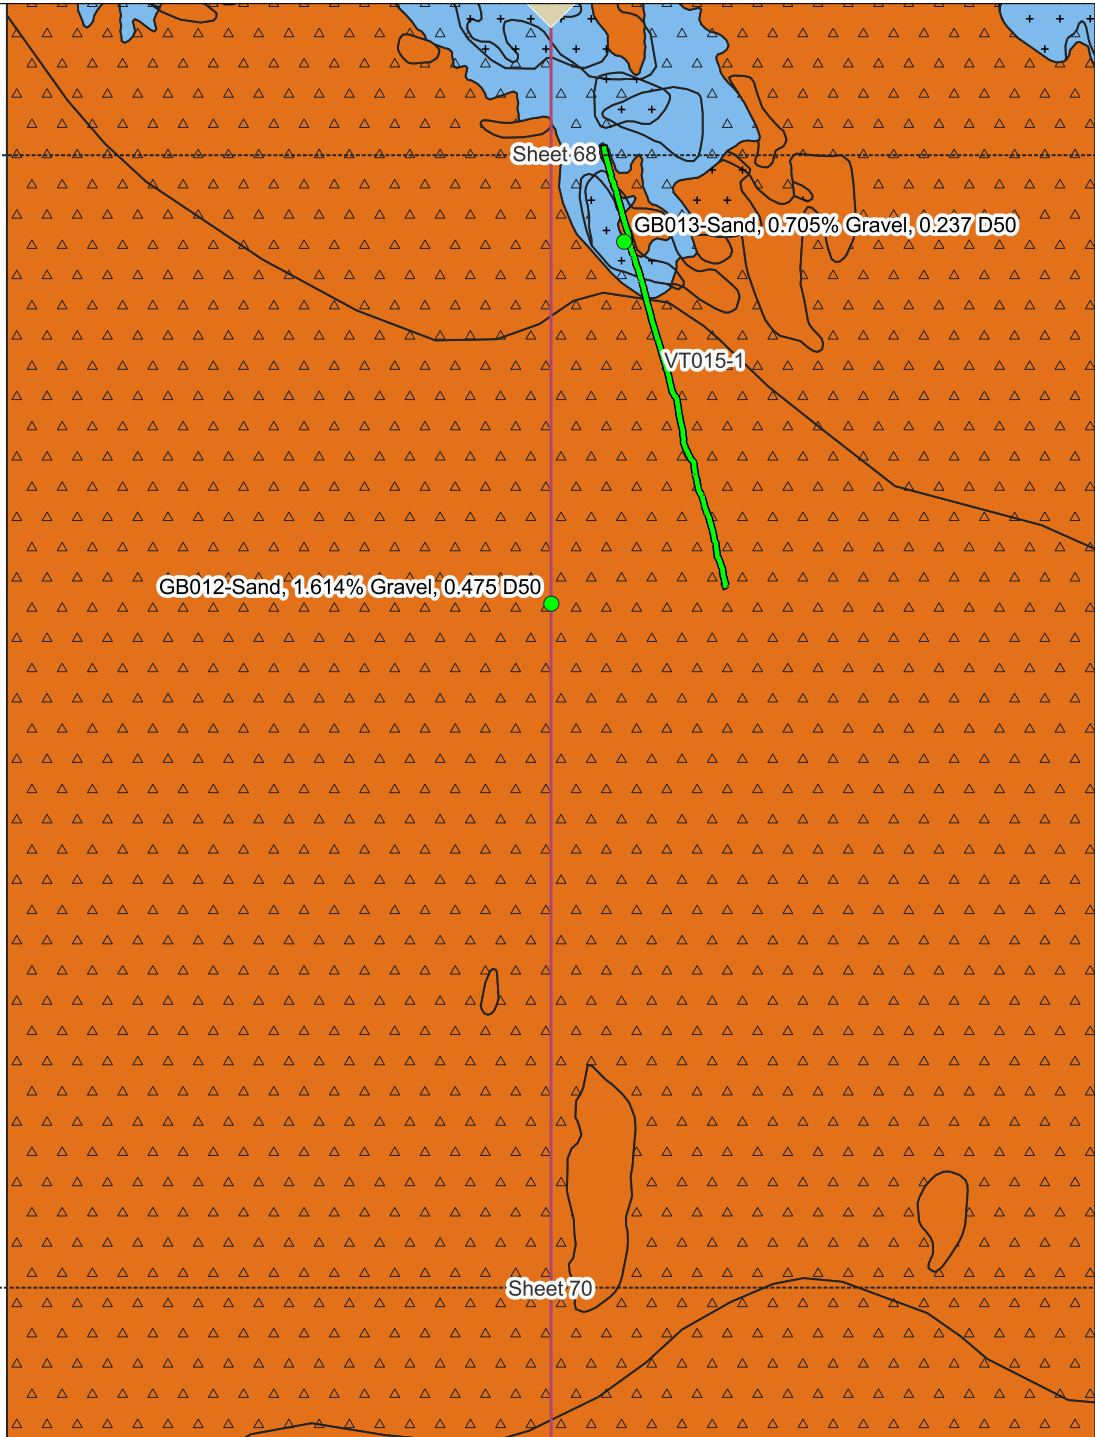 Sheet 68
GB013-Sand, 0.705% Gravel, 0.237 D50
VT015-1
GB012-Sand, 1.614% Gravel, 0.475 D50
Sheet 70